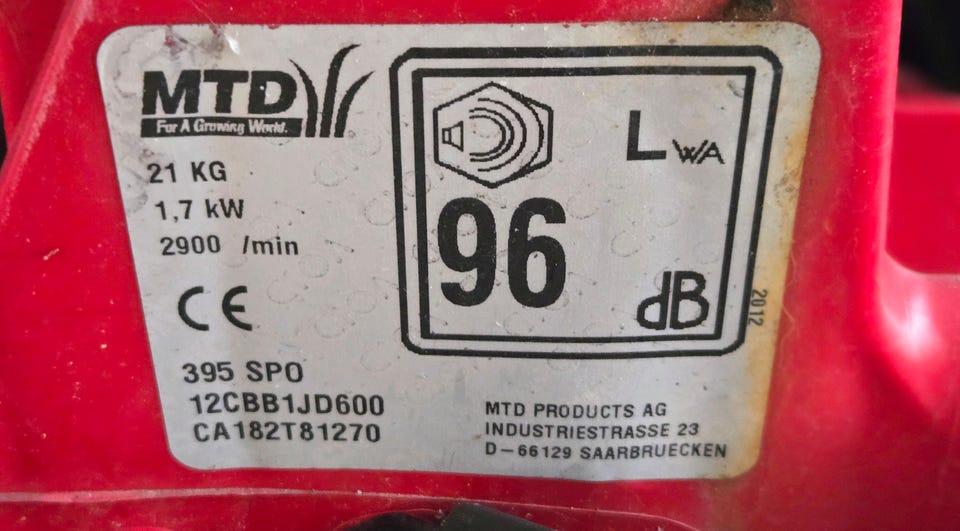 MTD
For A Growing World.
21 KG
1,7 kW
2900 /min
CE
395 SPO
12CBB1JD600
CA182T81270
LWA
96
dB
2012
MTD PRODUCTS AG
INDUSTRIESTRASSE 23
D-66129 SAARBRUECKEN